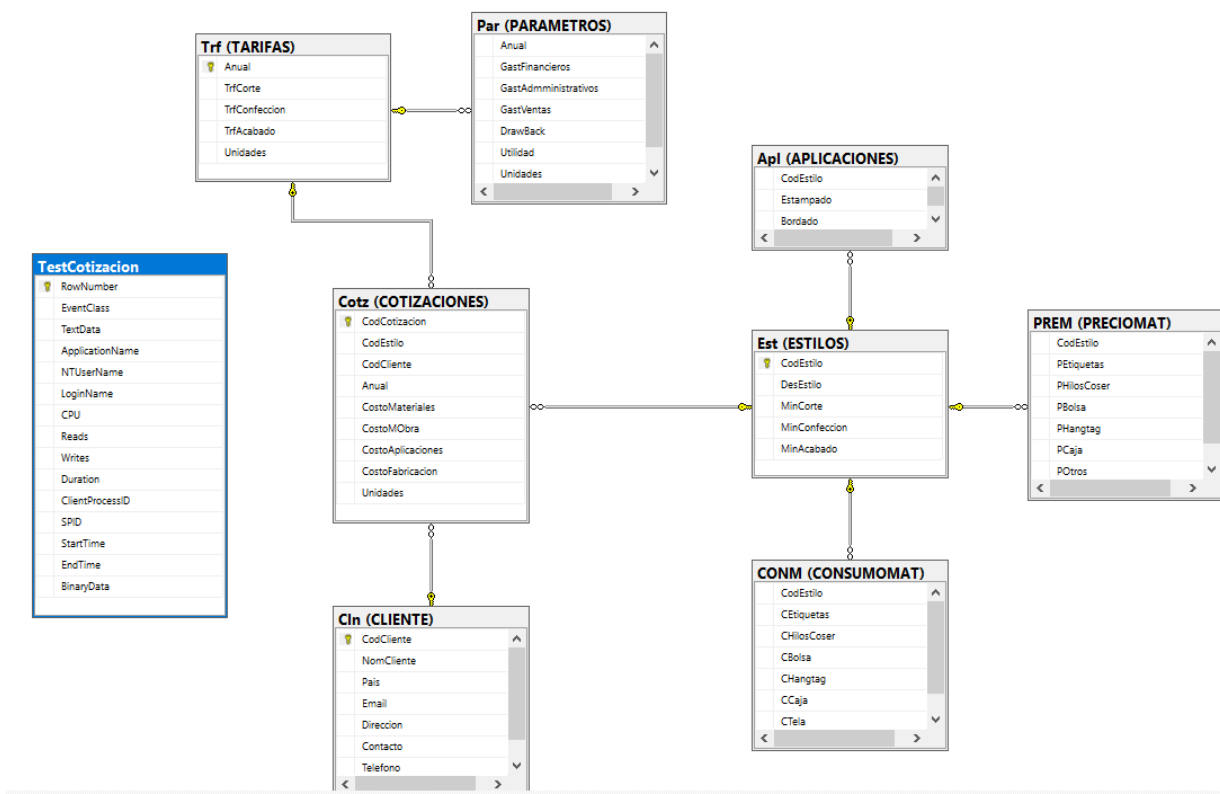 Trf (TARIFAS)
Anual
TrfCorte
TrfConfeccion
TrfAcabado
Unidades
Par (PARAMETROS)
Anual
GastFinancieros
GastAdmministrativos
GastVentas
DrawBack
Utilidad
Unidades
Apl (APLICACIONES)
CodEstilo
Estampado
Bordado
TestCotizacion
RowNumber
EventClass
TextData
ApplicationName
NTUserName
LoginName
CPU
Reads
Writes
Duration
ClientProcessID
SPID
StartTime
EndTime
BinaryData
Cotz (COTIZACIONES)
CodCotizacion
CodEstilo
CodCliente
Anual
CostoMateriales
CostoMObra
CostoAplicaciones
CostoFabricacion
Unidades
Est (ESTILOS)
CodEstilo
DesEstilo
MinCorte
MinConfeccion
MinAcabado
PREM (PRECIOMAT)
CodEstilo
PEtiquetas
PHilosCoser
PBolsa
PHangtag
PCaja
POtros
Cln (CLIENTE)
CodCliente
NomCliente
Pais
Email
Direccion
Contacto
Telefono
CONM (CONSUMOMAT)
CodEstilo
CEtiquetas
CHilosCoser
CBolsa
CHangtag
CCaja
CTela